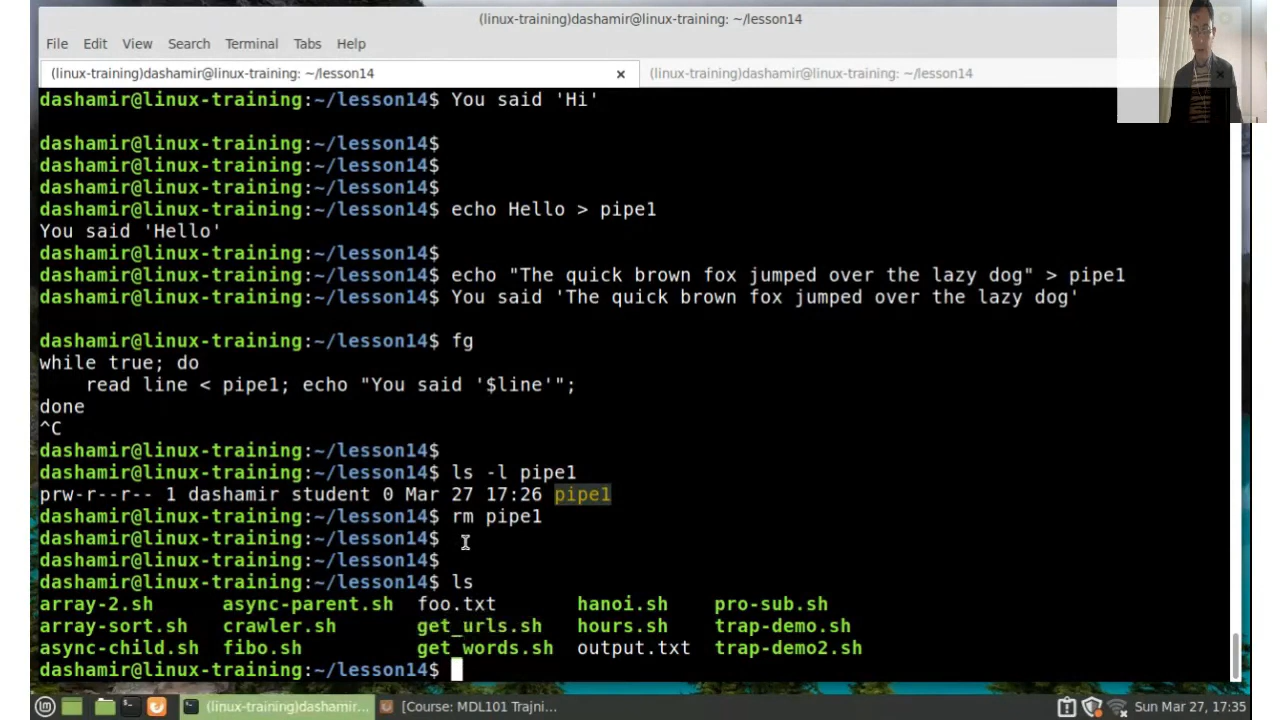 (linux-training)dashamir@linux-training: ~/lesson14
File Edit View Search Terminal Tabs Help
(linux-training)dashamir@linux-training: ~/lesson14 × (linux-training)dashamir@linux-training: ~/lesson14 ×
dashamir@linux-training:~/lesson14$ You said 'Hi'
dashamir@linux-training:~/lesson14$
dashamir@linux-training:~/lesson14$
dashamir@linux-training:~/lesson14$
dashamir@linux-training:~/lesson14$ echo Hello > pipe1
You said 'Hello'
dashamir@linux-training:~/lesson14$
dashamir@linux-training:~/lesson14$ echo "The quick brown fox jumped over the lazy dog" > pipe1
dashamir@linux-training:~/lesson14$ You said 'The quick brown fox jumped over the lazy dog'
dashamir@linux-training:~/lesson14$ fg
while true; do
    read line < pipe1; echo "You said '$line'";
done
^C
dashamir@linux-training:~/lesson14$
dashamir@linux-training:~/lesson14$ ls -l pipe1
prw-r--r-- 1 dashamir student 0 Mar 27 17:26 pipe1
dashamir@linux-training:~/lesson14$ rm pipe1
dashamir@linux-training:~/lesson14$
dashamir@linux-training:~/lesson14$
dashamir@linux-training:~/lesson14$ ls
array-2.sh async-parent.sh foo.txt hanoi.sh pro-sub.sh
array-sort.sh crawler.sh get_urls.sh hours.sh trap-demo.sh
async-child.sh fibo.sh get_words.sh output.txt trap-demo2.sh
dashamir@linux-training:~/lesson14$
(linux-training)dashamir... [Course: MDL101 Trajni... Sun Mar 27, 17:35